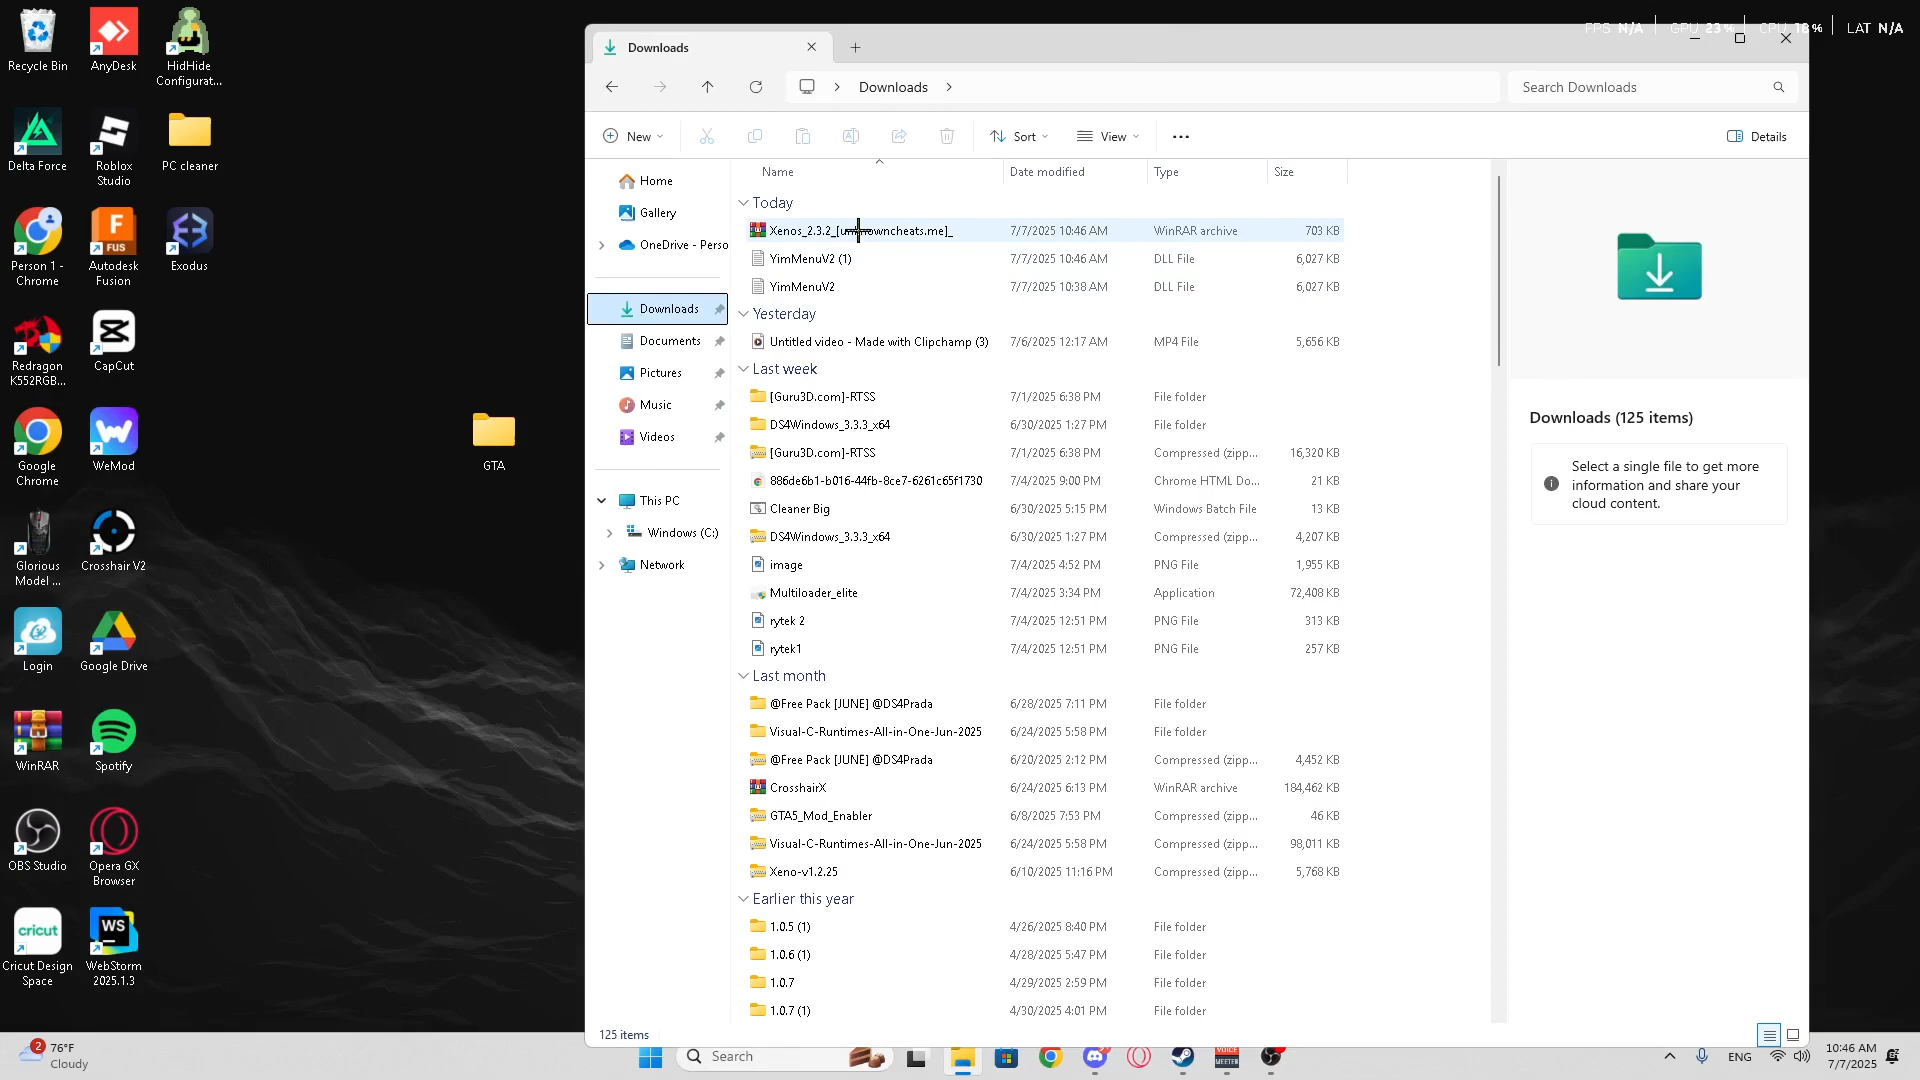 FPS N/A GPU 23 % CPU 18 % LAT N/A
Recycle Bin
AnyDesk
HidHide
Configurat...
Delta Force
Roblox
Studio
PC cleaner
Person 1 -
Chrome
Autodesk
Fusion
Exodus
Redragon
K552RGB...
CapCut
Google
Chrome
WeMod
Glorious
Model ...
Crosshair V2
Login
Google Drive
WinRAR
Spotify
OBS Studio
Opera GX
Browser
Cricut Design
Space
WebStorm
2025.1.3
GTA
Downloads
Downloads
Search Downloads
New
Sort
View
Details
Home
Gallery
OneDrive - Perso
Downloads
Documents
Pictures
Music
Videos
This PC
Windows (C:)
Network
Name Date modified Type Size
Today
Xenos_2.3.2_[unknowncheats.me]_ 7/7/2025 10:46 AM WinRAR archive 703 KB
YimMenuV2 (1) 7/7/2025 10:46 AM DLL File 6,027 KB
YimMenuV2 7/7/2025 10:38 AM DLL File 6,027 KB
Yesterday
Untitled video - Made with Clipchamp (3) 7/6/2025 12:17 AM MP4 File 5,656 KB
Last week
[Guru3D.com]-RTSS 7/1/2025 6:38 PM File folder
DS4Windows_3.3.3_x64 6/30/2025 1:27 PM File folder
[Guru3D.com]-RTSS 7/1/2025 6:38 PM Compressed (zipp... 16,320 KB
886de6b1-b016-44fb-8ce7-6261c65f1730 7/4/2025 9:00 PM Chrome HTML Do... 21 KB
Cleaner Big 6/30/2025 5:15 PM Windows Batch File 13 KB
DS4Windows_3.3.3_x64 6/30/2025 1:27 PM Compressed (zipp... 4,207 KB
image 7/4/2025 4:52 PM PNG File 1,955 KB
Multiloader_elite 7/4/2025 3:34 PM Application 72,408 KB
rytek 2 7/4/2025 12:51 PM PNG File 313 KB
rytek1 7/4/2025 12:51 PM PNG File 257 KB
Last month
@Free Pack [JUNE] @DS4Prada 6/28/2025 7:11 PM File folder
Visual-C-Runtimes-All-in-One-Jun-2025 6/24/2025 5:58 PM File folder
@Free Pack [JUNE] @DS4Prada 6/20/2025 2:12 PM Compressed (zipp... 4,452 KB
CrosshairX 6/24/2025 6:13 PM WinRAR archive 184,462 KB
GTA5_Mod_Enabler 6/8/2025 7:53 PM Compressed (zipp... 46 KB
Visual-C-Runtimes-All-in-One-Jun-2025 6/24/2025 5:58 PM Compressed (zipp... 98,011 KB
Xeno-v1.2.25 6/10/2025 11:16 PM Compressed (zipp... 5,768 KB
Earlier this year
1.0.5 (1) 4/26/2025 8:40 PM File folder
1.0.6 (1) 4/28/2025 5:47 PM File folder
1.0.7 4/29/2025 2:59 PM File folder
1.0.7 (1) 4/30/2025 4:01 PM File folder
Downloads (125 items)
Select a single file to get more
information and share your
cloud content.
125 items
2
76°F
Cloudy
Search
VOICE
MEETER
ENG
10:46 AM
7/7/2025
cricut
WS
FUS